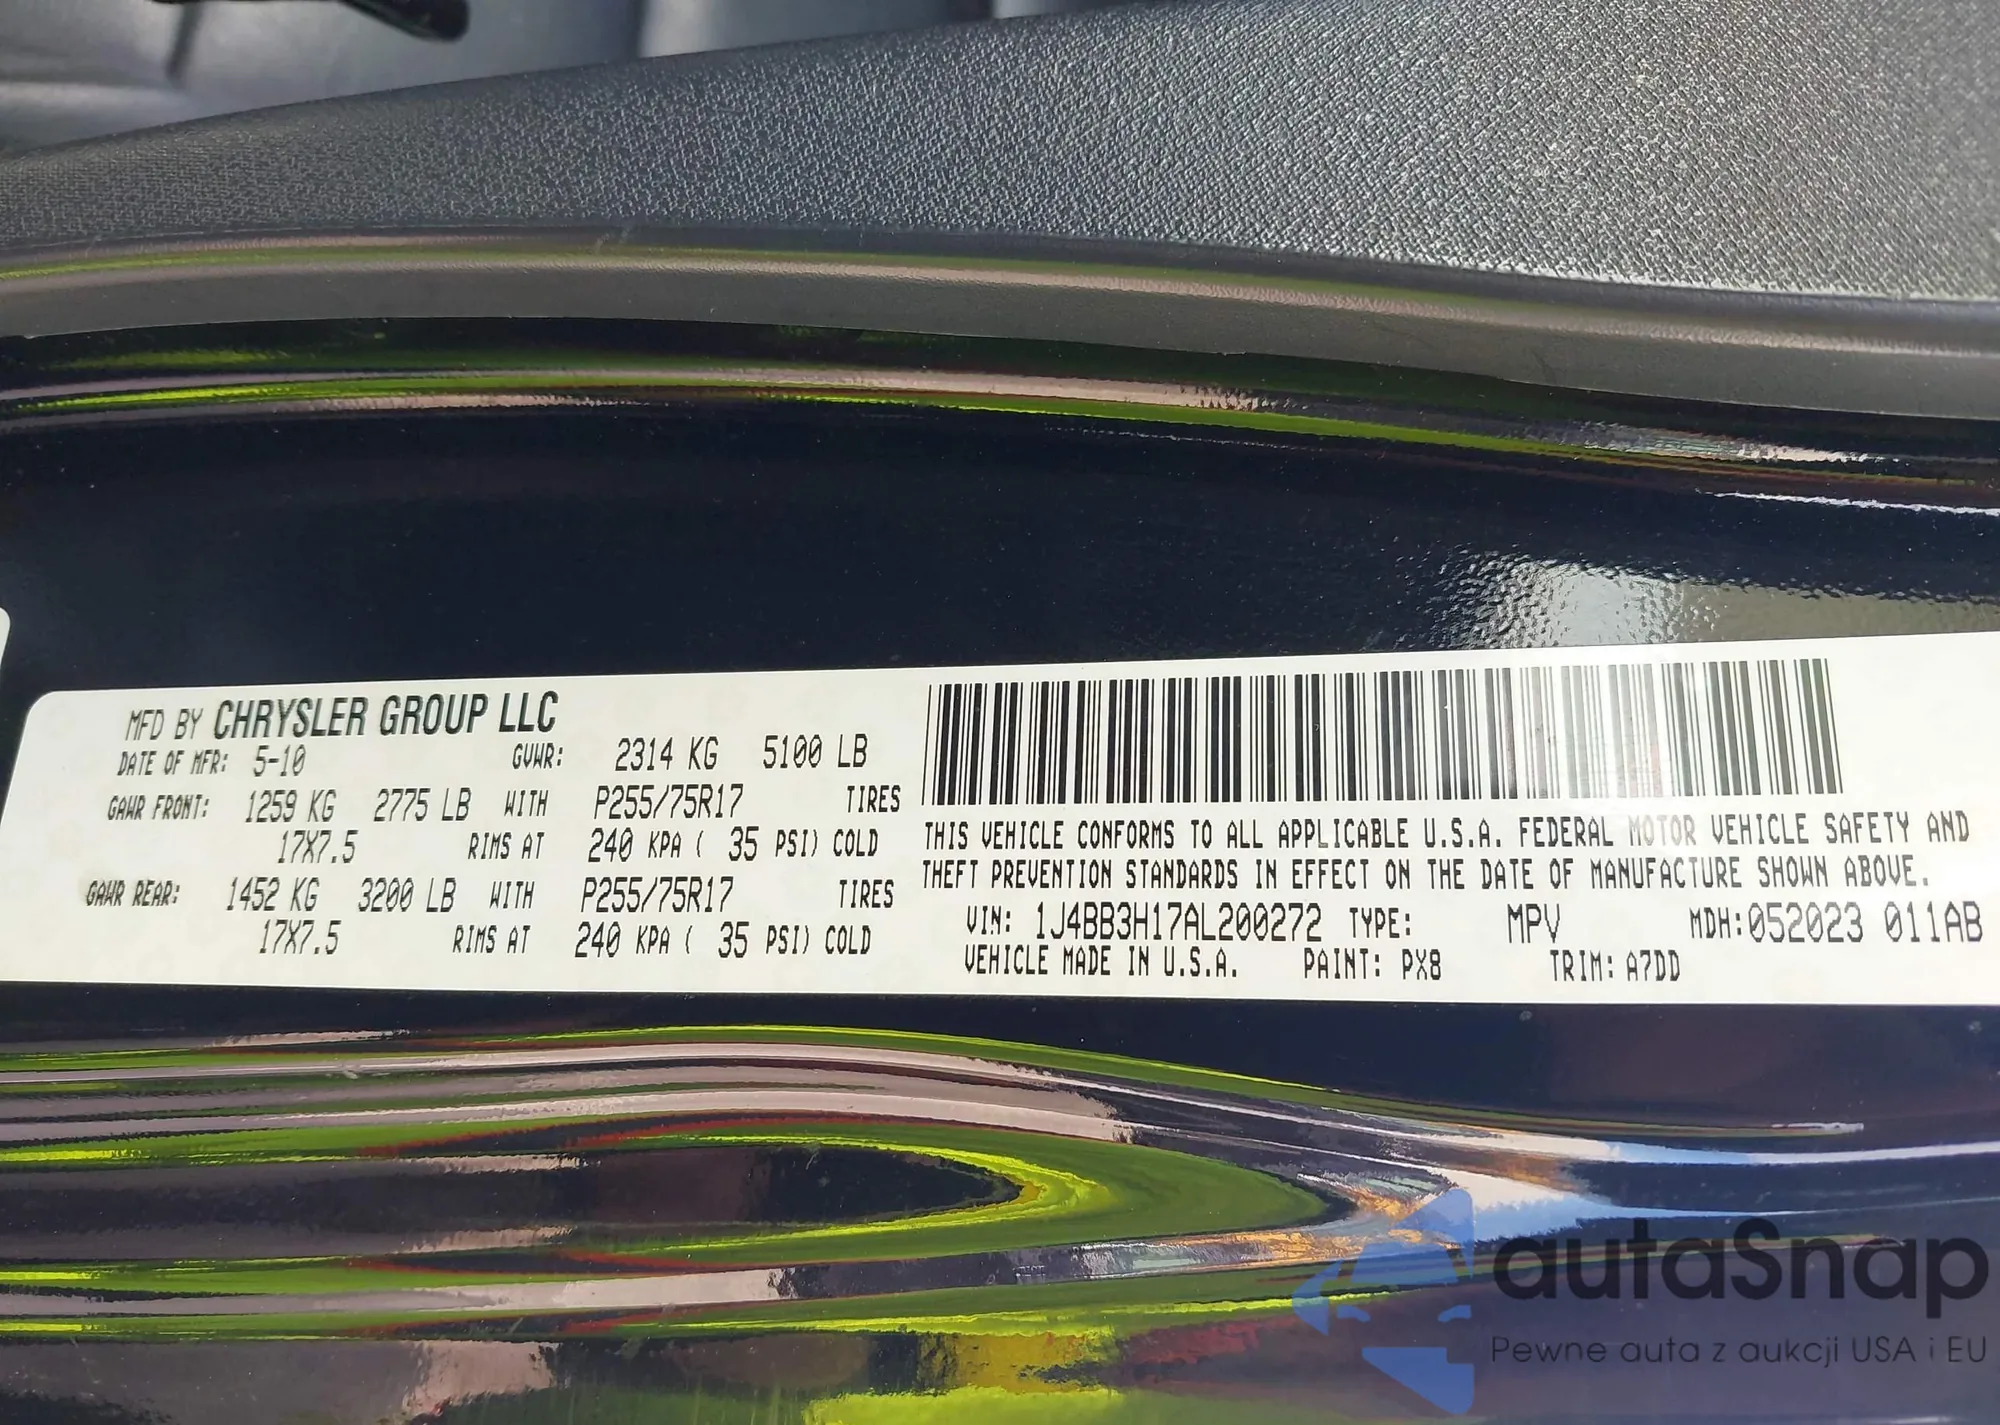 MFD BY CHRYSLER GROUP LLC
DATE OF MFR: 5-10 GVWR: 2314 KG 5100 LB
GAWR FRONT: 1259 KG 2775 LB WITH P255/75R17 TIRES
17X7.5 RIMS AT 240 KPA ( 35 PSI) COLD
GAWR REAR: 1452 KG 3200 LB WITH P255/75R17 TIRES
17X7.5 RIMS AT 240 KPA ( 35 PSI) COLD
THIS VEHICLE CONFORMS TO ALL APPLICABLE U.S.A. FEDERAL MOTOR VEHICLE SAFETY AND
THEFT PREVENTION STANDARDS IN EFFECT ON THE DATE OF MANUFACTURE SHOWN ABOVE.
VIN: 1J4BB3H17AL200272 TYPE: MPV MDH:052023 011AB
VEHICLE MADE IN U.S.A. PAINT: PX8 TRIM: A7DD
autaSnap
Pewne auta z aukcji USA i EU